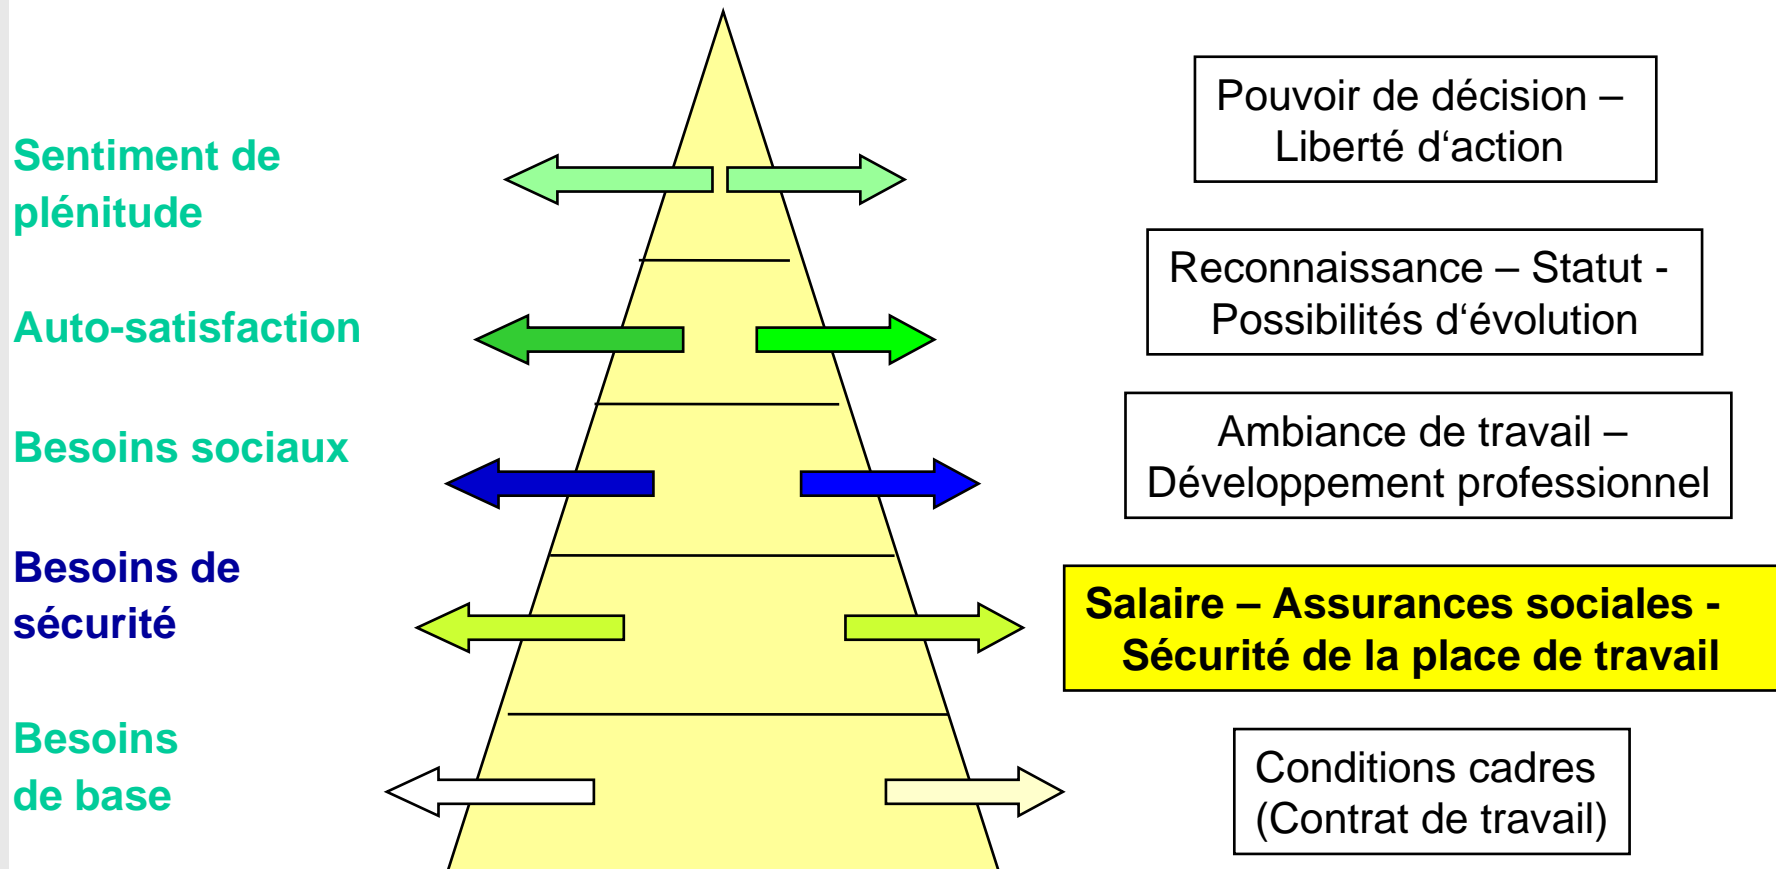 Pouvoir de décision –
Liberté d‘action
Sentiment de
plénitude
Reconnaissance – Statut -
Possibilités d‘évolution
Auto-satisfaction
Ambiance de travail –
Développement professionnel
Besoins sociaux
Besoins de
sécurité
Salaire – Assurances sociales -
Sécurité de la place de travail
Besoins
de base
Conditions cadres
(Contrat de travail)